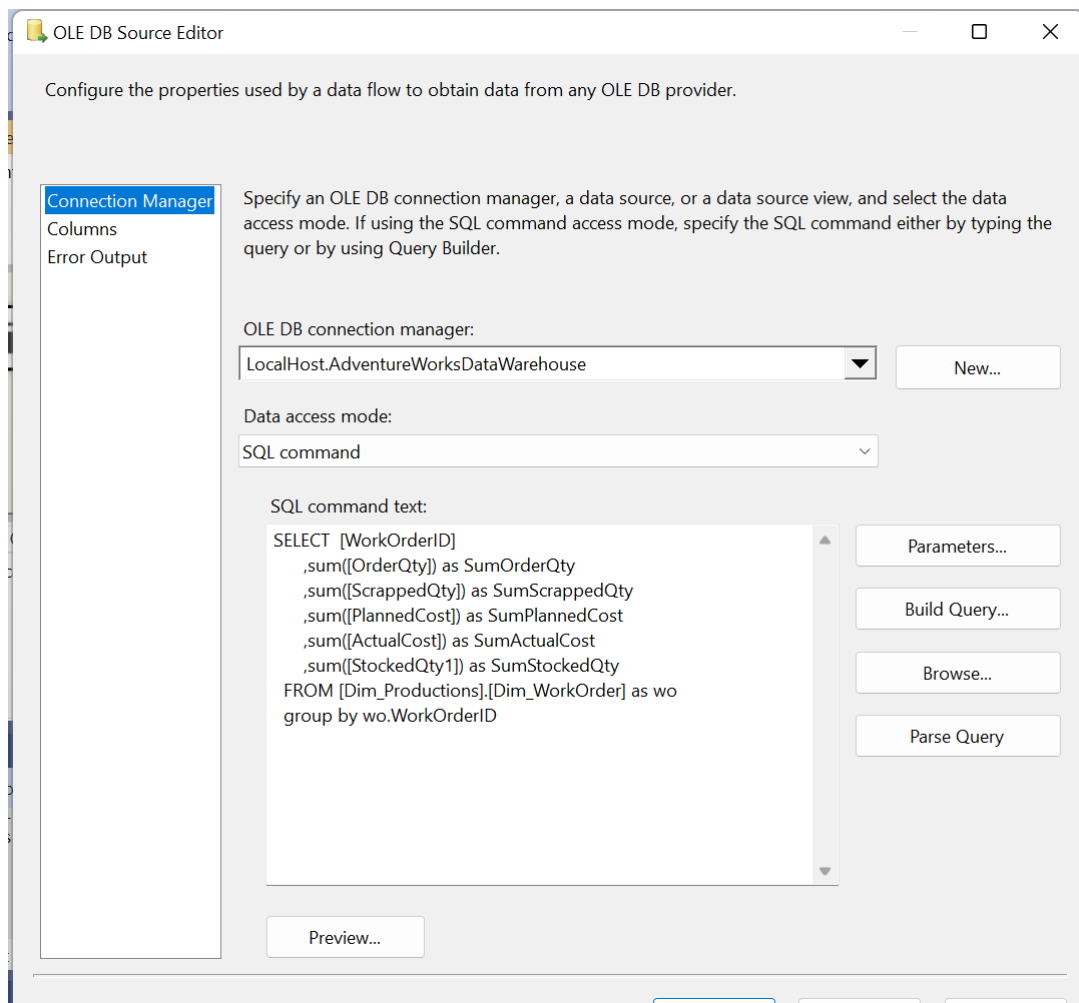 OLE DB Source Editor
Configure the properties used by a data flow to obtain data from any OLE DB provider.
Connection Manager
Columns
Error Output
Specify an OLE DB connection manager, a data source, or a data source view, and select the data
access mode. If using the SQL command access mode, specify the SQL command either by typing the
query or by using Query Builder.
OLE DB connection manager:
LocalHost.AdventureWorksDataWarehouse
New...
Data access mode:
SQL command
SQL command text:
SELECT  [WorkOrderID]
,sum([OrderQty]) as SumOrderQty
,sum([ScrappedQty]) as SumScrappedQty
,sum([PlannedCost]) as SumPlannedCost
,sum([ActualCost]) as SumActualCost
,sum([StockedQty1]) as SumStockedQty
FROM [Dim_Productions].[Dim_WorkOrder] as wo
group by wo.WorkOrderID
Parameters...
Build Query...
Browse...
Parse Query
Preview...